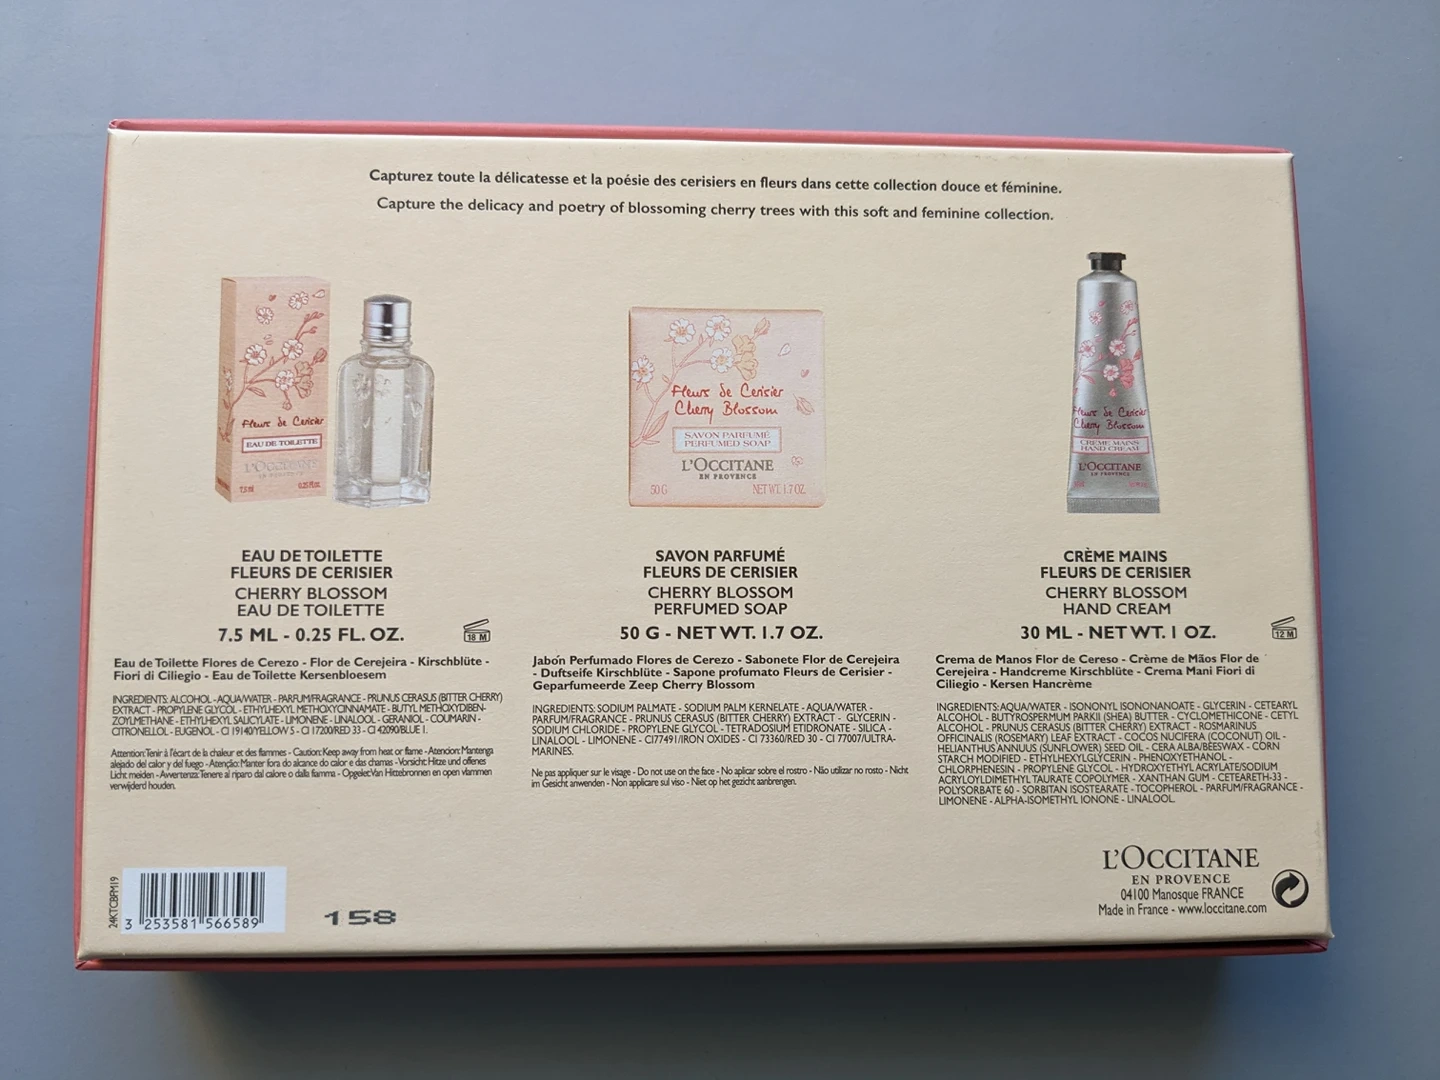 Capturez toute la délicatesse et la poésie des cerisiers en fleurs dans cette collection douce et féminine.
Capture the delicacy and poetry of blossoming cherry trees with this soft and feminine collection.
Fleurs de Cerisier
EAU DE TOILETTE
L'OCCITANE
EN PROVENCE
7.5 ml
0.25 fl.oz.
Fleurs de Cerisier
Cherry Blossom
SAVON PARFUMÉ
PERFUMED SOAP
L'OCCITANE
EN PROVENCE
50 G
NET WT. 1.7 OZ.
Fleurs de Cerisier
Cherry Blossom
CRÈME MAINS
HAND CREAM
L'OCCITANE
EN PROVENCE
EAU DE TOILETTE
FLEURS DE CERISIER
CHERRY BLOSSOM
EAU DE TOILETTE
7.5 ML - 0.25 FL. OZ.
18 M
Eau de Toilette Flores de Cerezo - Flor de Cerejeira - Kirschblüte -
Fiori di Ciliegio - Eau de Toilette Kersenbloesem
INGREDIENTS: ALCOHOL - AQUA/WATER - PARFUM/FRAGRANCE - PRUNUS CERASUS (BITTER CHERRY)
EXTRACT - PROPYLENE GLYCOL - ETHYLHEXYL METHOXYCINNAMATE - BUTYL METHOXYDIBEN-
ZOYLMETHANE - ETHYLHEXYL SALICYLATE - LIMONENE - LINALOOL - GERANIOL - COUMARIN -
CITRONELLOL - EUGENOL - CI 19140/YELLOW 5 - CI 17200/RED 33 - CI 42090/BLUE 1.
Attention: Tenir à l'écart de la chaleur et des flammes - Caution: Keep away from heat or flame - Atencion: Mantenga
alejado del calor y del fuego - Atenção: Manter fora do alcance do calor e das chamas - Vorsicht: Hitze und offenes
Licht meiden - Avvertenza: Tenere al riparo dal calore o dalla fiamma - Opgelet: Van Hittebronnen en open vlammen
verwijderd houden.
SAVON PARFUMÉ
FLEURS DE CERISIER
CHERRY BLOSSOM
PERFUMED SOAP
50 G - NET WT. 1.7 OZ.
Jabón Perfumado Flores de Cerezo - Sabonete Flor de Cerejeira
- Duftseife Kirschblüte - Sapone profumato Fleurs de Cerisier -
Geparfumeerde Zeep Cherry Blossom
INGREDIENTS: SODIUM PALMATE - SODIUM PALM KERNELATE - AQUA/WATER -
PARFUM/FRAGRANCE - PRUNUS CERASUS (BITTER CHERRY) EXTRACT - GLYCERIN -
SODIUM CHLORIDE - PROPYLENE GLYCOL - TETRADOSIUM ETIDRONATE - SILICA -
LINALOOL - LIMONENE - CI77491/IRON OXIDES - CI 73360/RED 30 - CI 77007/ULTRA-
MARINES.
Ne pas appliquer sur le visage - Do not use on the face - No aplicar sobre el rostro - Não utilizar no rosto - Nicht
im Gesicht anwenden - Non applicare sul viso - Niet op het gezicht aanbrengen.
CRÈME MAINS
FLEURS DE CERISIER
CHERRY BLOSSOM
HAND CREAM
30 ML - NET WT. 1 OZ.
12 M
Crema de Manos Flor de Cereso - Crème de Mãos Flor de
Cerejeira - Handcreme Kirschblüte - Crema Mani Fiori di
Ciliegio - Kersen Hancrème
INGREDIENTS: AQUA/WATER - ISONONYL ISONONANOATE - GLYCERIN - CETEARYL
ALCOHOL - BUTYROSPERMUM PARKII (SHEA) BUTTER - CYCLOMETHICONE - CETYL
ALCOHOL - PRUNUS CERASUS (BITTER CHERRY) EXTRACT - ROSMARINUS
OFFICINALIS (ROSEMARY) LEAF EXTRACT - COCOS NUCIFERA (COCONUT) OIL -
HELIANTHUS ANNUUS (SUNFLOWER) SEED OIL - CERA ALBA/BEESWAX - CORN
STARCH MODIFIED - ETHYLHEXYLGLYCERIN - PHENOXYETHANOL -
CHLORPHENESIN - PROPYLENE GLYCOL - HYDROXYETHYL ACRYLATE/SODIUM
ACRYLOYLDIMETHYL TAURATE COPOLYMER - XANTHAN GUM - CETEARETH-33 -
POLYSORBATE 60 - SORBITAN ISOSTEARATE - TOCOPHEROL - PARFUM/FRAGRANCE -
LIMONENE - ALPHA-ISOMETHYL IONONE - LINALOOL.
24KTCBFM19
3 253581 566589
158
L'OCCITANE
EN PROVENCE
04100 Manosque FRANCE
Made in France - www.loccitane.com